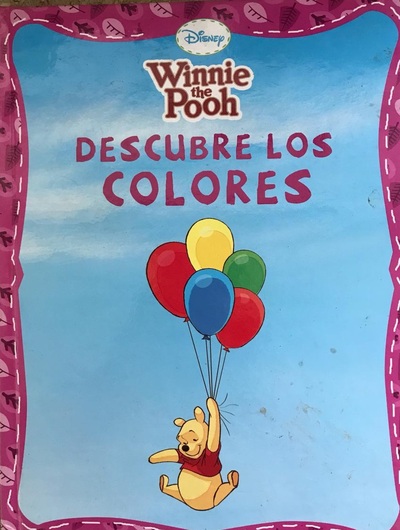 Disney
Winnie
the
Pooh
DESCUBRE LOS
COLORES